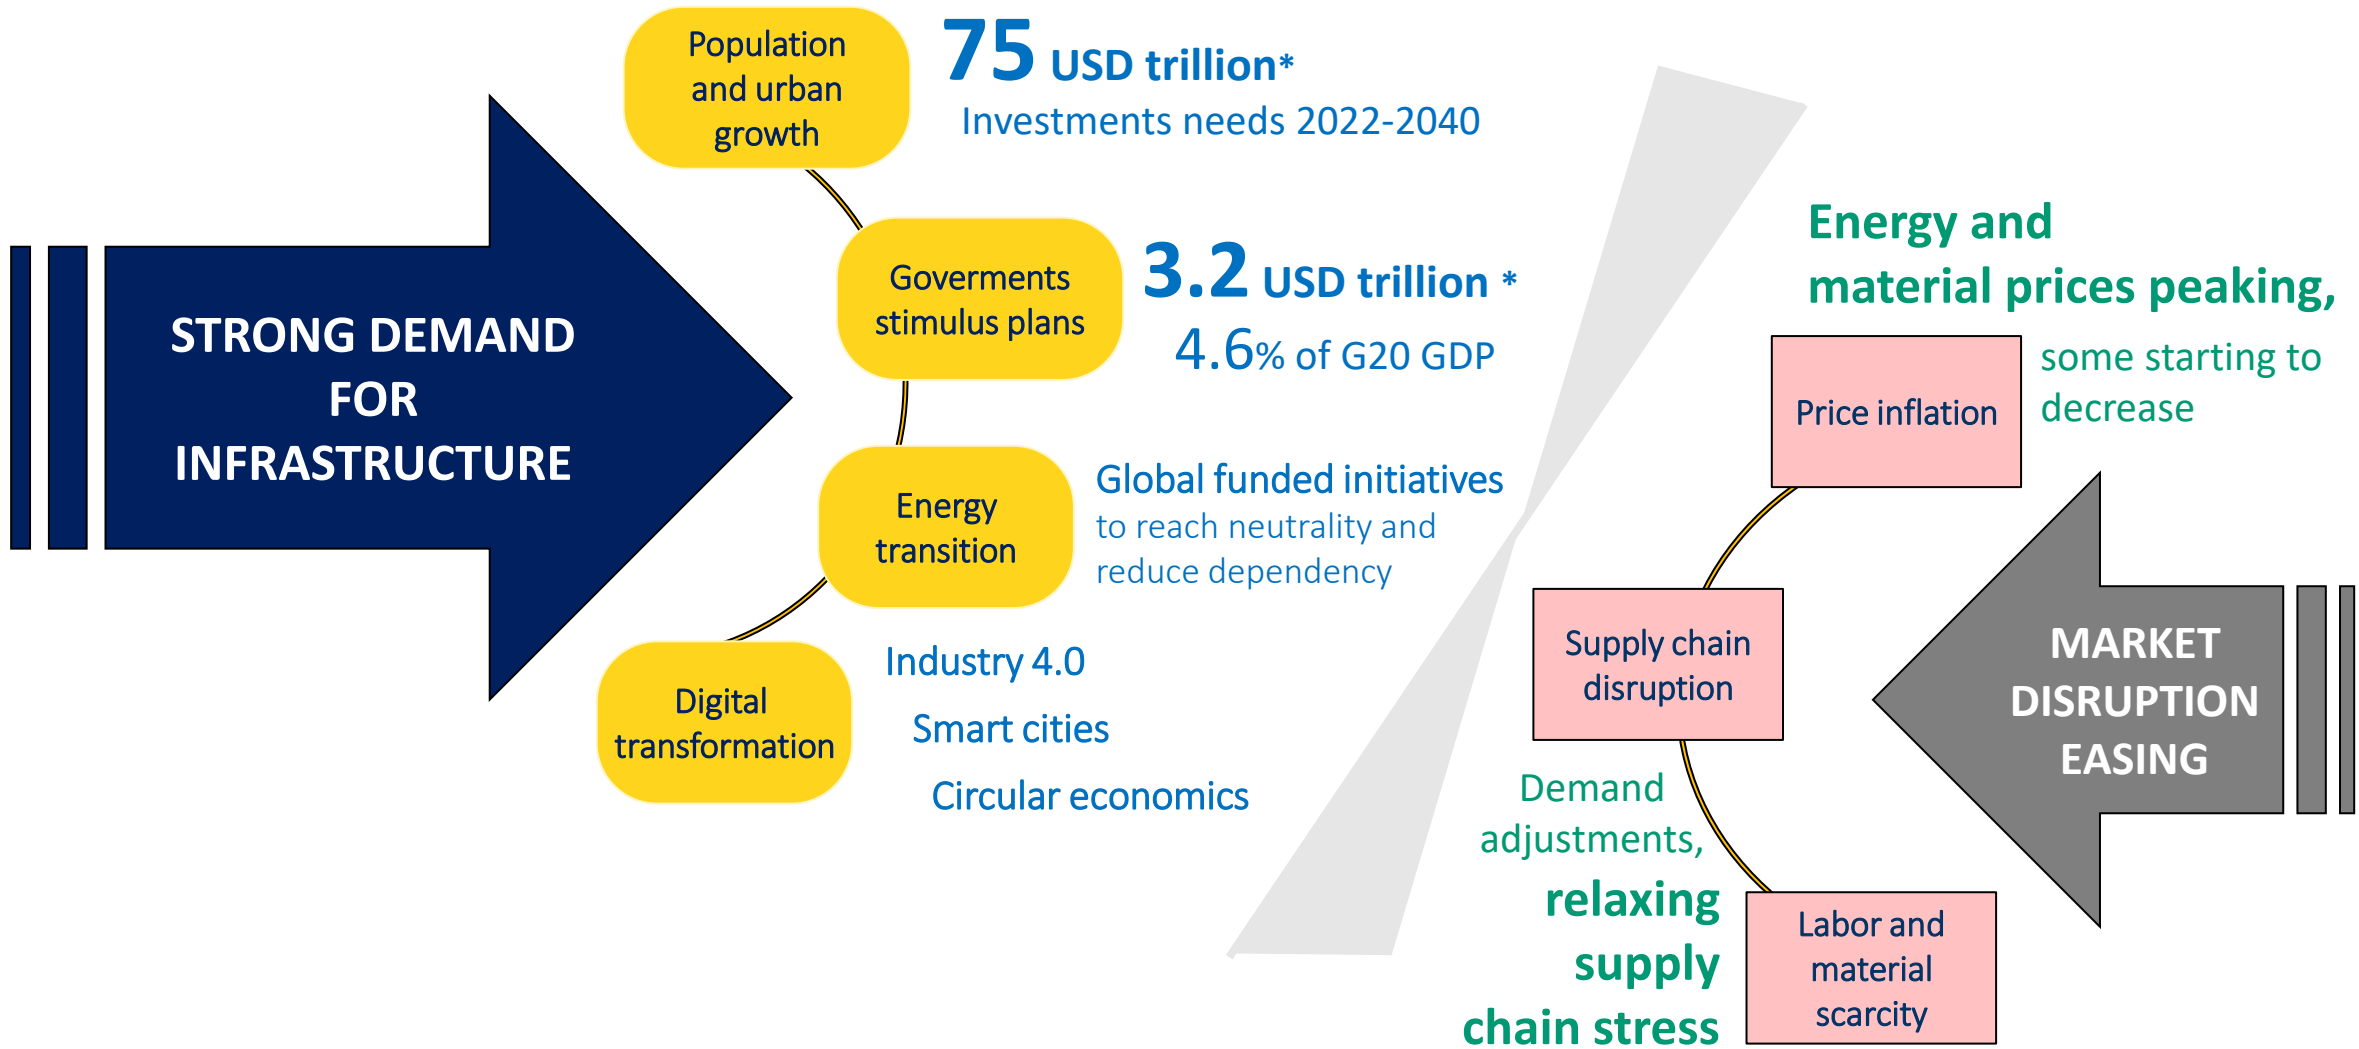 STRONG DEMAND
FOR
INFRASTRUCTURE
Population
and urban
growth
75 USD trillion*
Investments needs 2022-2040
Goverments
stimulus plans
3.2 USD trillion *
4.6% of G20 GDP
Energy
transition
Global funded initiatives
to reach neutrality and
reduce dependency
Digital
transformation
Industry 4.0
Smart cities
Circular economics
Energy and
material prices peaking,
some starting to
decrease
Price inflation
Supply chain
disruption
Demand
adjustments,
relaxing
supply
chain stress
Labor and
material
scarcity
MARKET
DISRUPTION
EASING